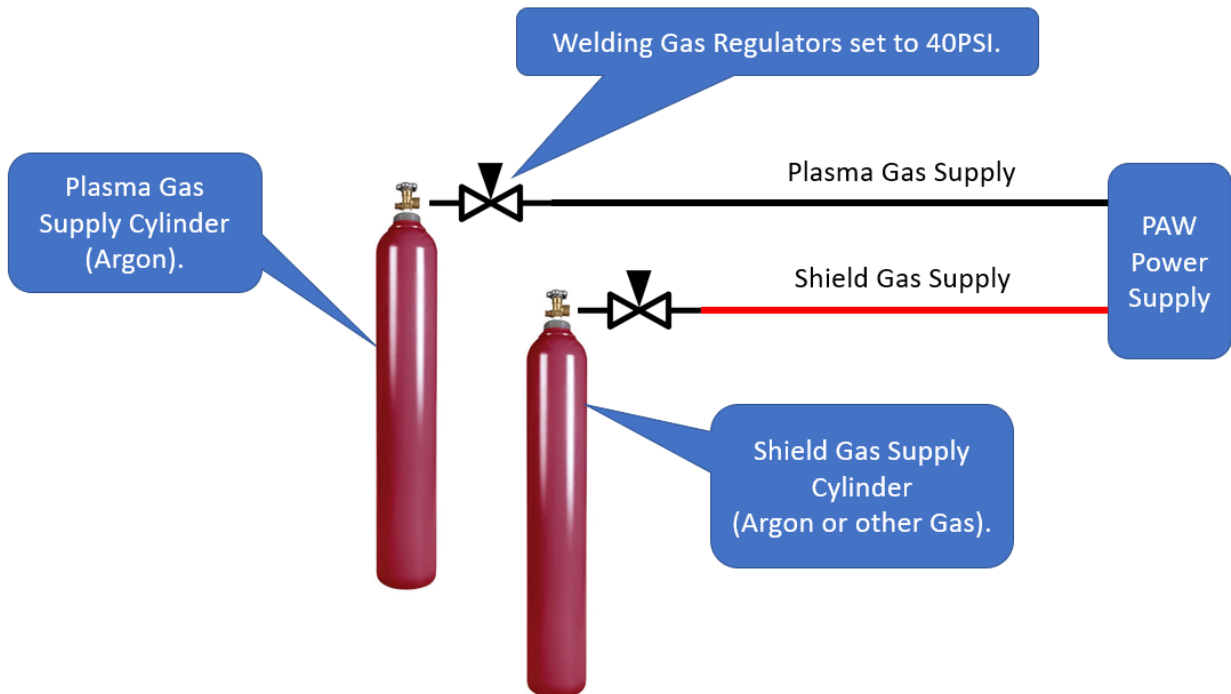 Welding Gas Regulators set to 40PSI.
Plasma Gas
Supply Cylinder
(Argon).
Plasma Gas Supply
PAW
Power
Supply
Shield Gas Supply
Shield Gas Supply
Cylinder
(Argon or other Gas).